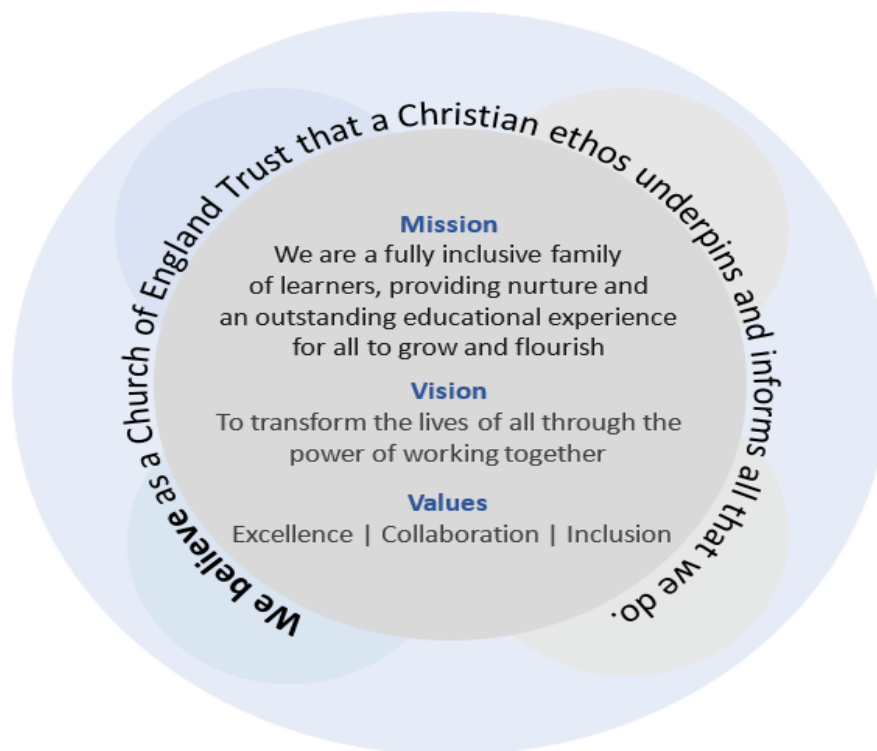 We believe as a Church of England Trust that a Christian ethos underpins and informs all that we do.
Mission
We are a fully inclusive family
of learners, providing nurture and
an outstanding educational experience
for all to grow and flourish
Vision
To transform the lives of all through the
power of working together
Values
Excellence | Collaboration | Inclusion